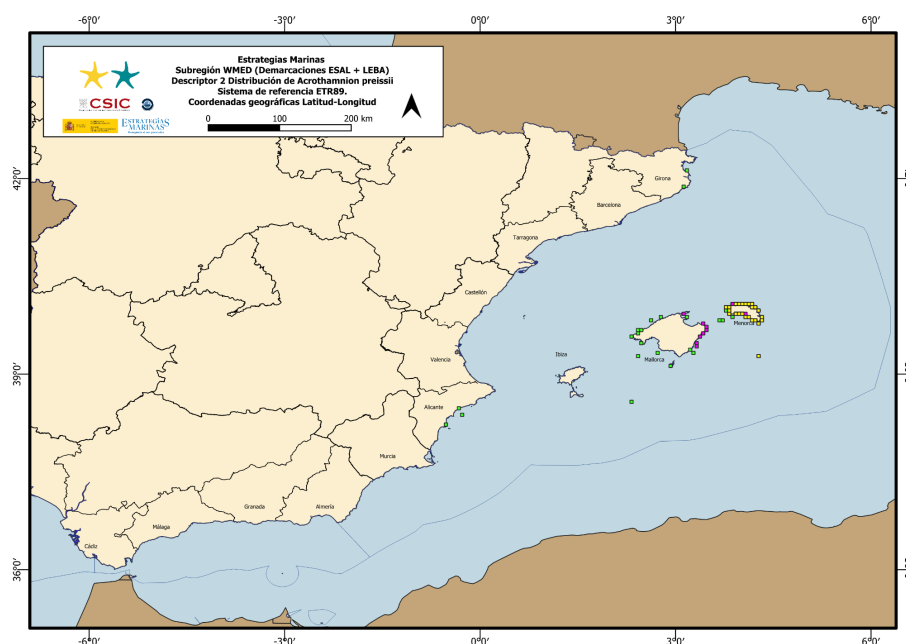 -6°0' -3°0' 0°0' 3°0' 6°0'
Estrategias Marinas
Subregión WMED (Demarcaciones ESAL + LEBA)
Descriptor 2 Distribución de Acrothamnion preissii
Sistema de referencia ETR89.
Coordenadas geográficas Latitud-Longitud
CSIC
ESTRATEGIAS
MARINAS
0 100 200 km
42°0'
Girona
Barcelona
Tarragona
Castellón
Menorca
Mallorca
Ibiza
Valencia
39°0'
Alicante
Murcia
Almería
Granada
Málaga
Cádiz
36°0'
-6°0' -3°0' 0°0' 3°0' 6°0'